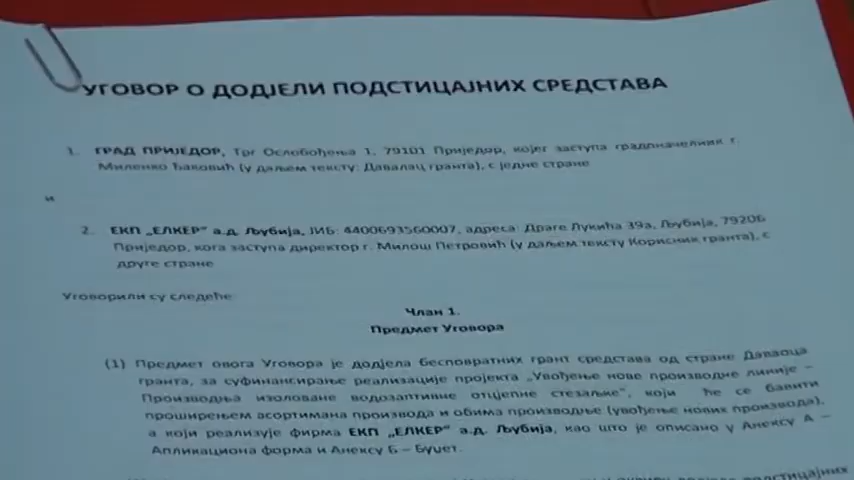 УГОВОР О ДОДЈЕЛИ ПОДСТИЦАЈНИХ СРЕДСТАВА
1. ГРАД ПРИЈЕДОР, Трг Ослобођења 1, 79101 Приједор, којег заступа градоначелник г.
Миленко Ђаковић (у даљем тексту: Давалац гранта), с једне стране
и
2. ЕКП „ЕЛКЕР“ а.д. Љубија, ЈИБ: 4400693560007, адреса: Драге Лукића 39а, Љубија, 79206
Приједор, кога заступа директор г. Милош Петровић (у даљем тексту Корисник гранта), с
друге стране
Уговорили су следеће:
Члан 1.
Предмет Уговора
(1) Предмет овога Уговора је додјела бесповратних грант средстава од стране Даваоца
гранта, за суфинансирање реализације пројекта „Увођење нове производне линије –
Производња изоловане водозаптивне отцјепне стезаљке“, који ће се бавити
проширењем асортимана производа и обима производње (увођење нових производа),
а који реализује фирма ЕКП „ЕЛКЕР“ а.д. Љубија, као што је описано у Анексу А –
Апликациона форма и Анексу Б – Буџет.